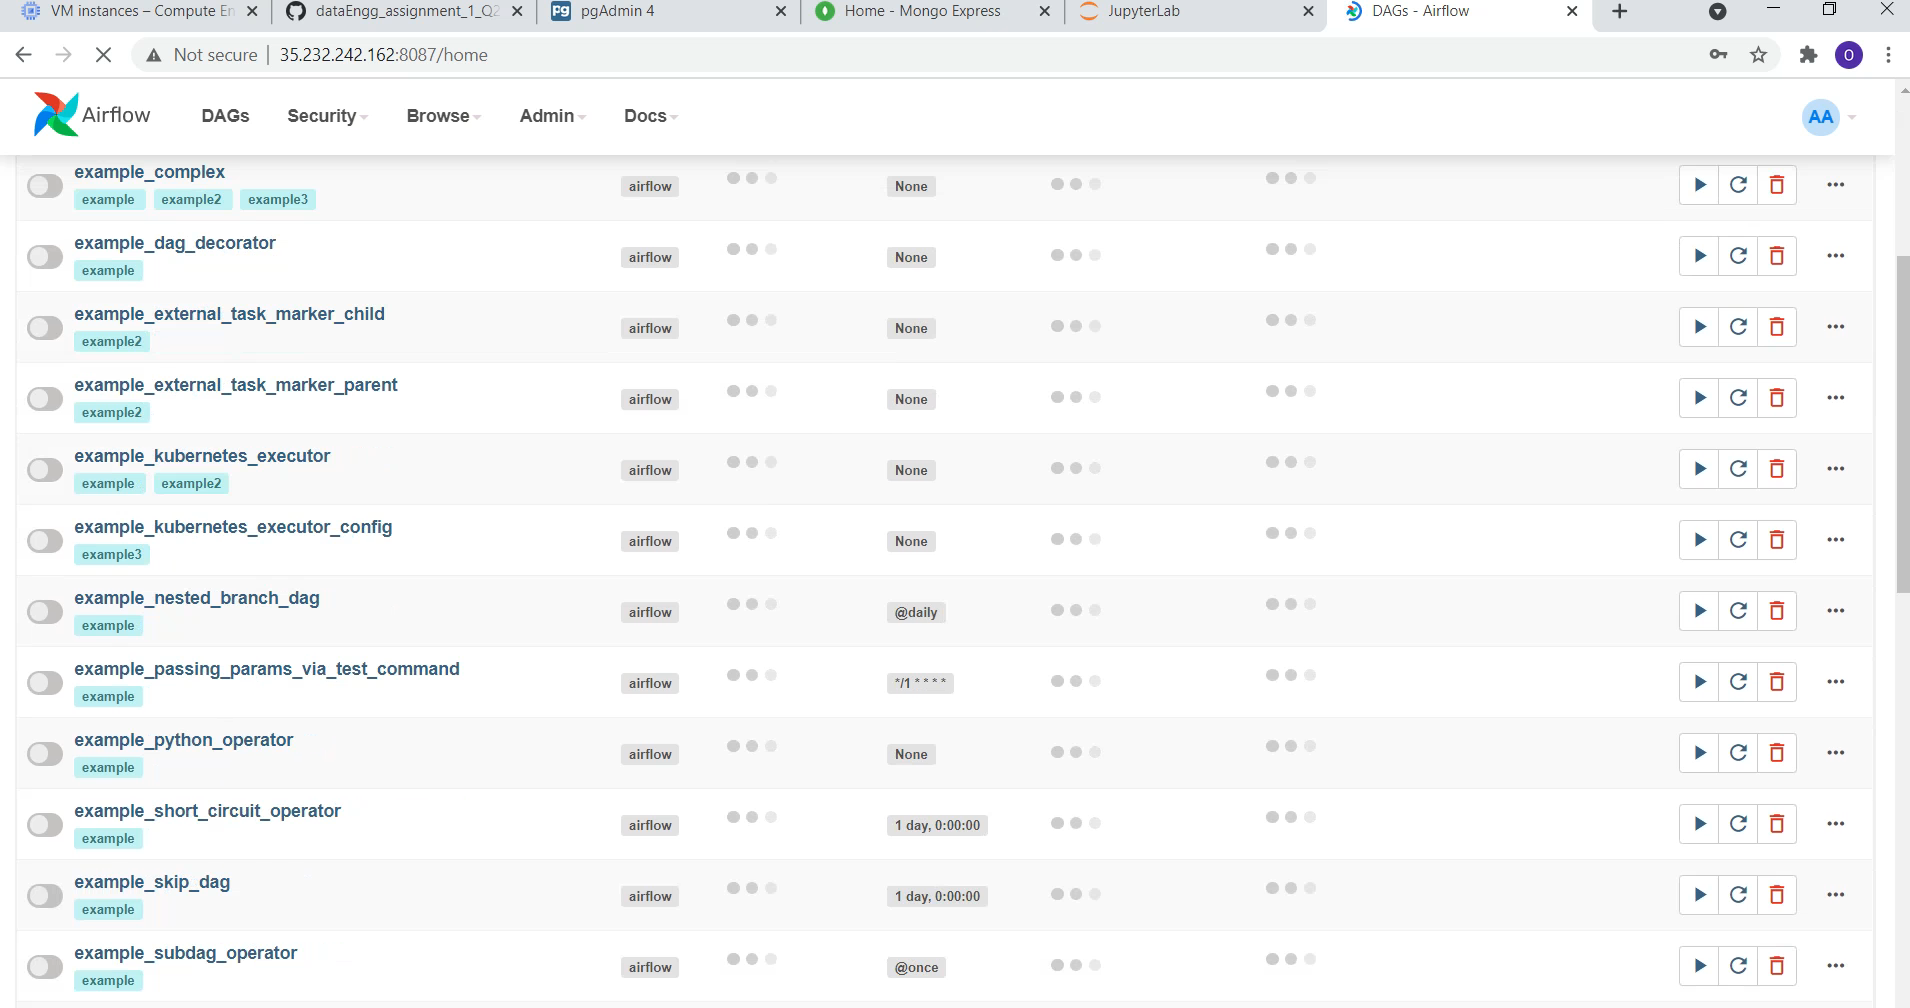 VM instances – Compute En
dataEngg_assignment_1_Q2
Pg pgAdmin 4
Home - Mongo Express
JupyterLab
DAGs - Airflow
Not secure | 35.232.242.162:8087/home
O
Airflow DAGs Security Browse Admin Docs AA
example_complex
example example2 example3
airflow None
example_dag_decorator
example
airflow None
example_external_task_marker_child
example2
airflow None
example_external_task_marker_parent
example2
airflow None
example_kubernetes_executor
example example2
airflow None
example_kubernetes_executor_config
example3
airflow None
example_nested_branch_dag
example
airflow @daily
example_passing_params_via_test_command
example
airflow */1 * * * *
example_python_operator
example
airflow None
example_short_circuit_operator
example
airflow 1 day, 0:00:00
example_skip_dag
example
airflow 1 day, 0:00:00
example_subdag_operator
example
airflow @once